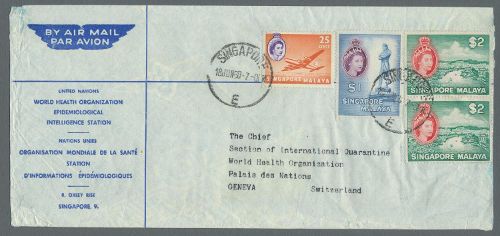 BY AIR MAIL
PAR AVION
UNITED NATIONS
WORLD HEALTH ORGANIZATION
EPIDEMIOLOGICAL
INTELLIGENCE STATION
NATIONS UNIES
ORGANISATION MONDIALE DE LA SANTÉ
STATION
D'INFORMATIONS ÉPIDÉMIOLOGIQUES
8, OXLEY RISE
SINGAPORE, 9.
25
CENTS
SINGAPORE MALAYA
$1
SINGAPORE
MALAYA
$2
SINGAPORE MALAYA
$2
SINGAPORE MALAYA
SINGAPORE
E
SINGAPORE
E
The Chief
Section of International Quarantine
World Health Organization
Palais des Nations
GENEVA Switzerland